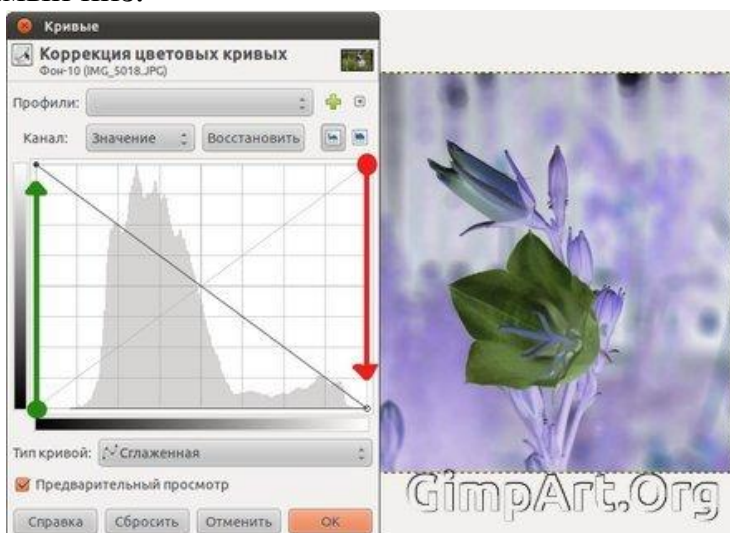 Кривые
Коррекция цветовых кривых
Фон-10 (IMG_5018.JPG)
Профили:
Канал: Значение Восстановить
Тип кривой: Сглаженная
Предварительный просмотр
Справка Сбросить Отменить OK
GimpArt.Org